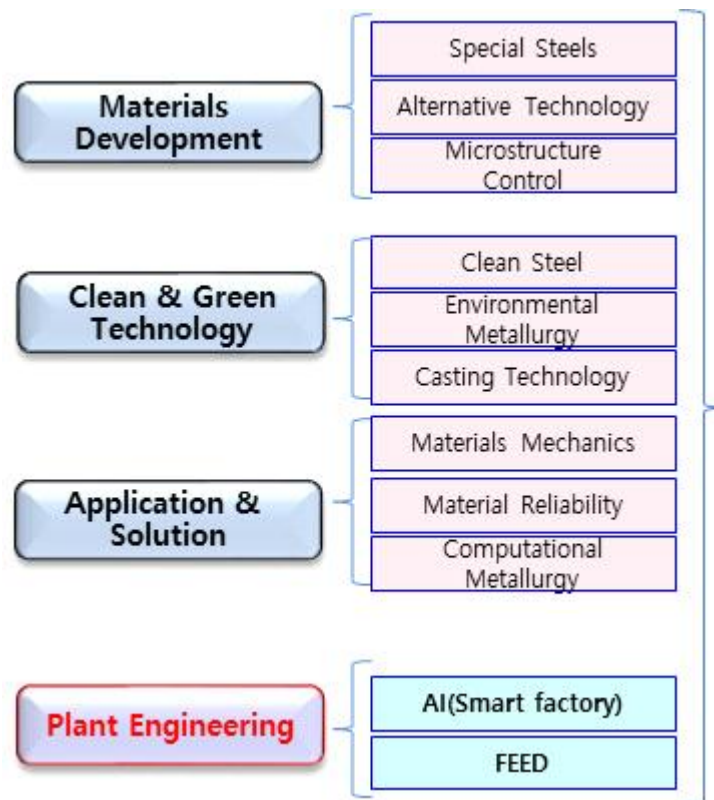 Materials
Development
Special Steels
Alternative Technology
Microstructure
Control
Clean & Green
Technology
Clean Steel
Environmental
Metallurgy
Casting Technology
Application &
Solution
Materials Mechanics
Material Reliability
Computational
Metallurgy
Plant Engineering
AI(Smart factory)
FEED